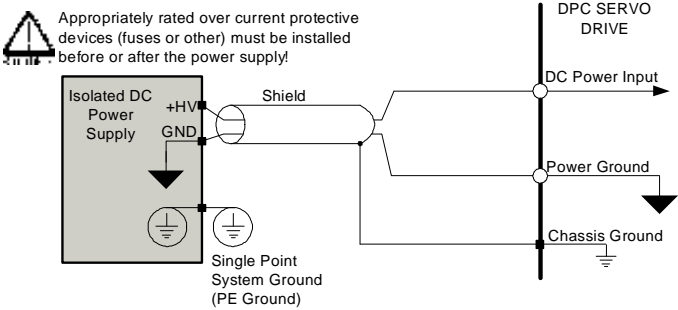 Appropriately rated over current protective
devices (fuses or other) must be installed
before or after the power supply!
DPC SERVO
DRIVE
DC Power Input
Isolated DC
Power
Supply
+HV
GND
Shield
Power Ground
Chassis Ground
Single Point
System Ground
(PE Ground)